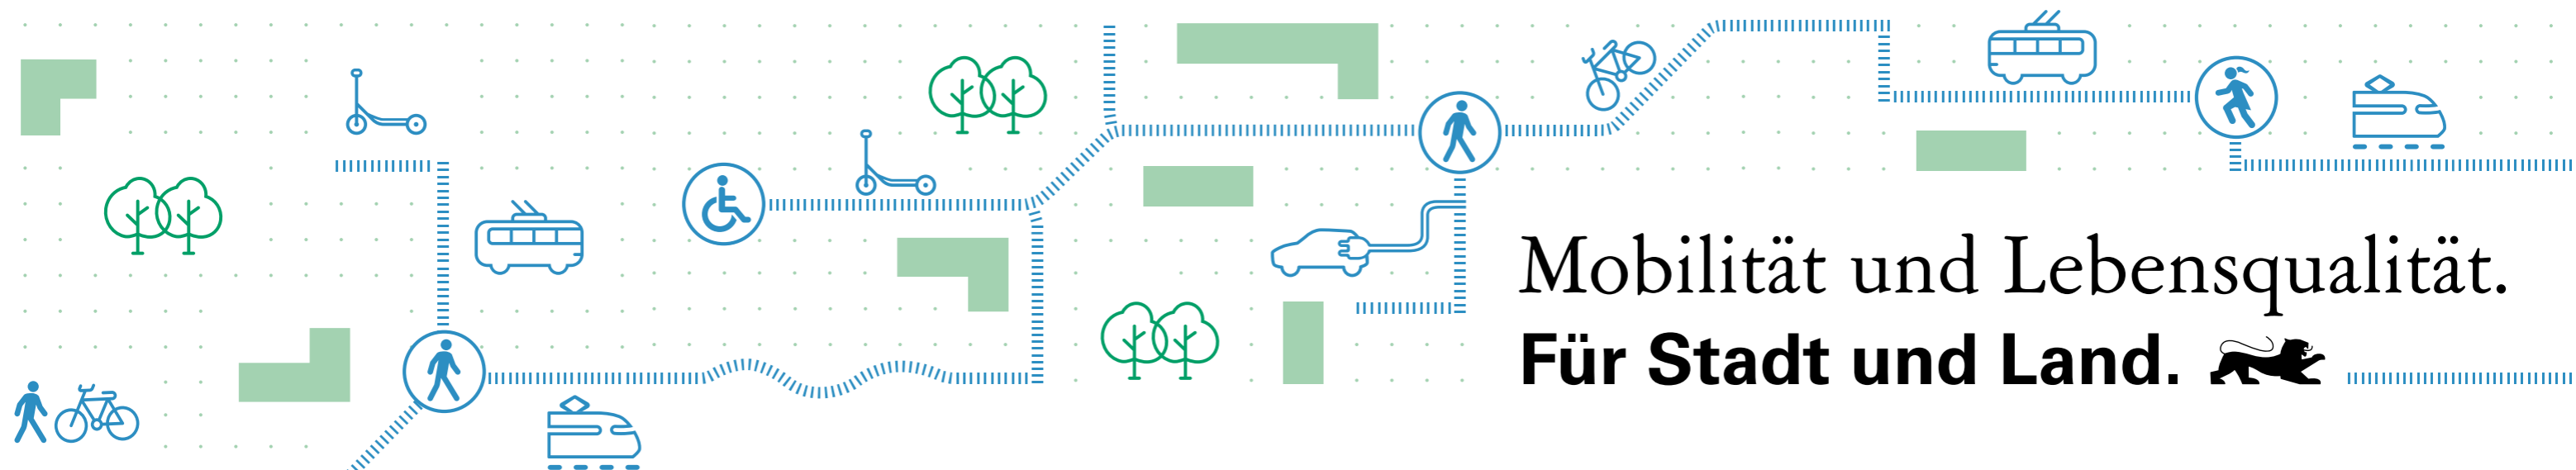 Mobilität und Lebensqualität.
Für Stadt und Land.